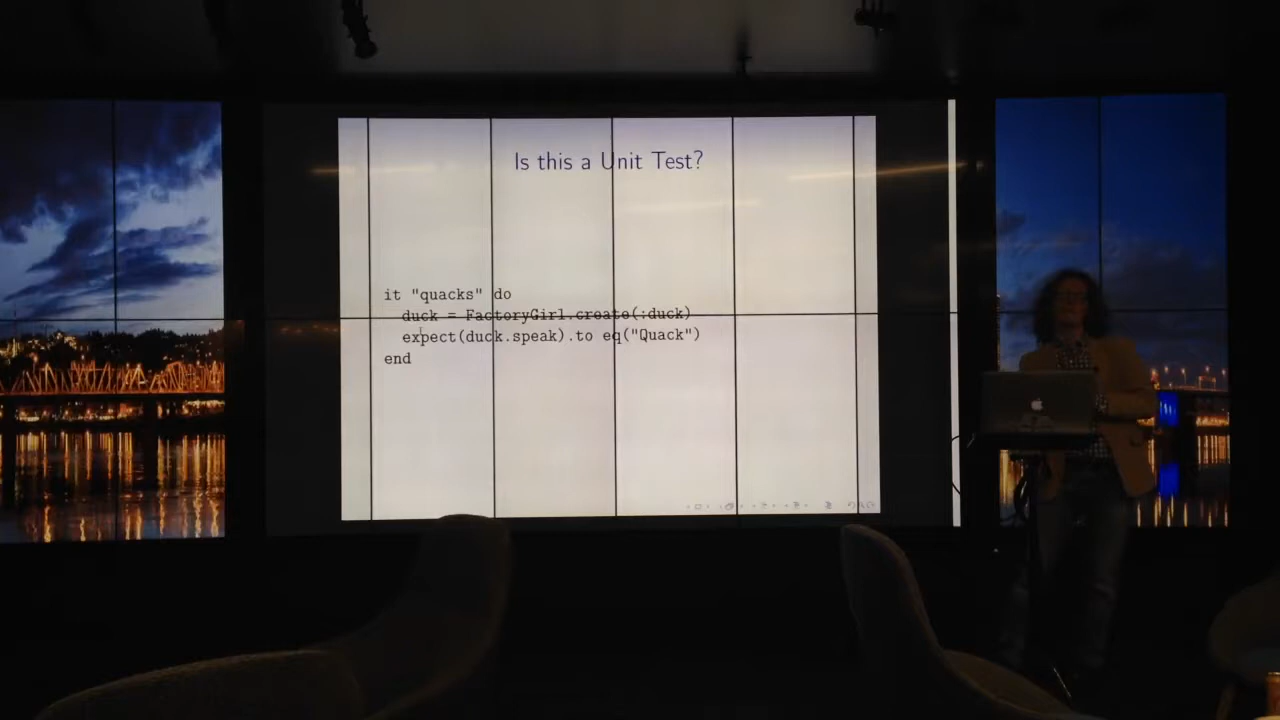 Is this a Unit Test?
it "quacks" do
duck = FactoryGirl.create(:duck)
expect(duck.speak).to eq("Quack")
end